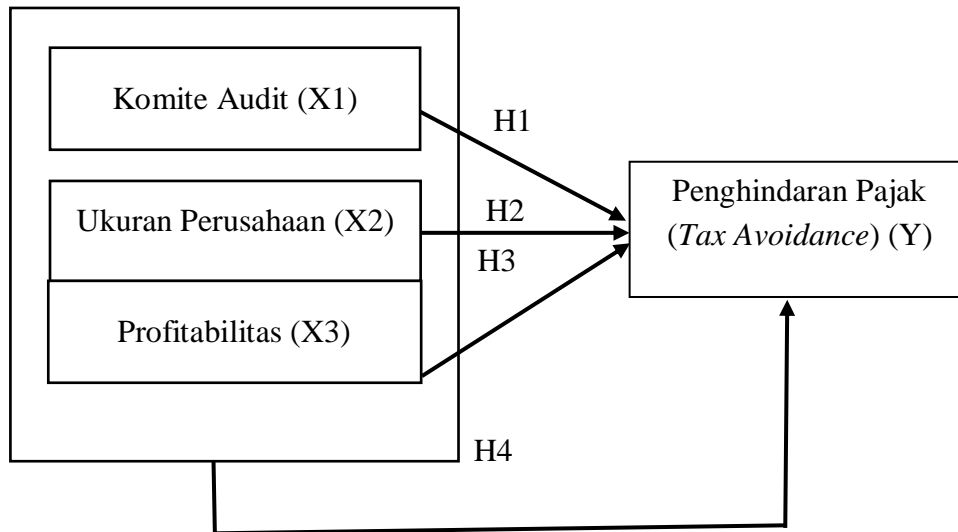 Komite Audit (X1)
H1
Penghindaran Pajak
(Tax Avoidance) (Y)
Ukuran Perusahaan (X2)
H2
H3
Profitabilitas (X3)
H4